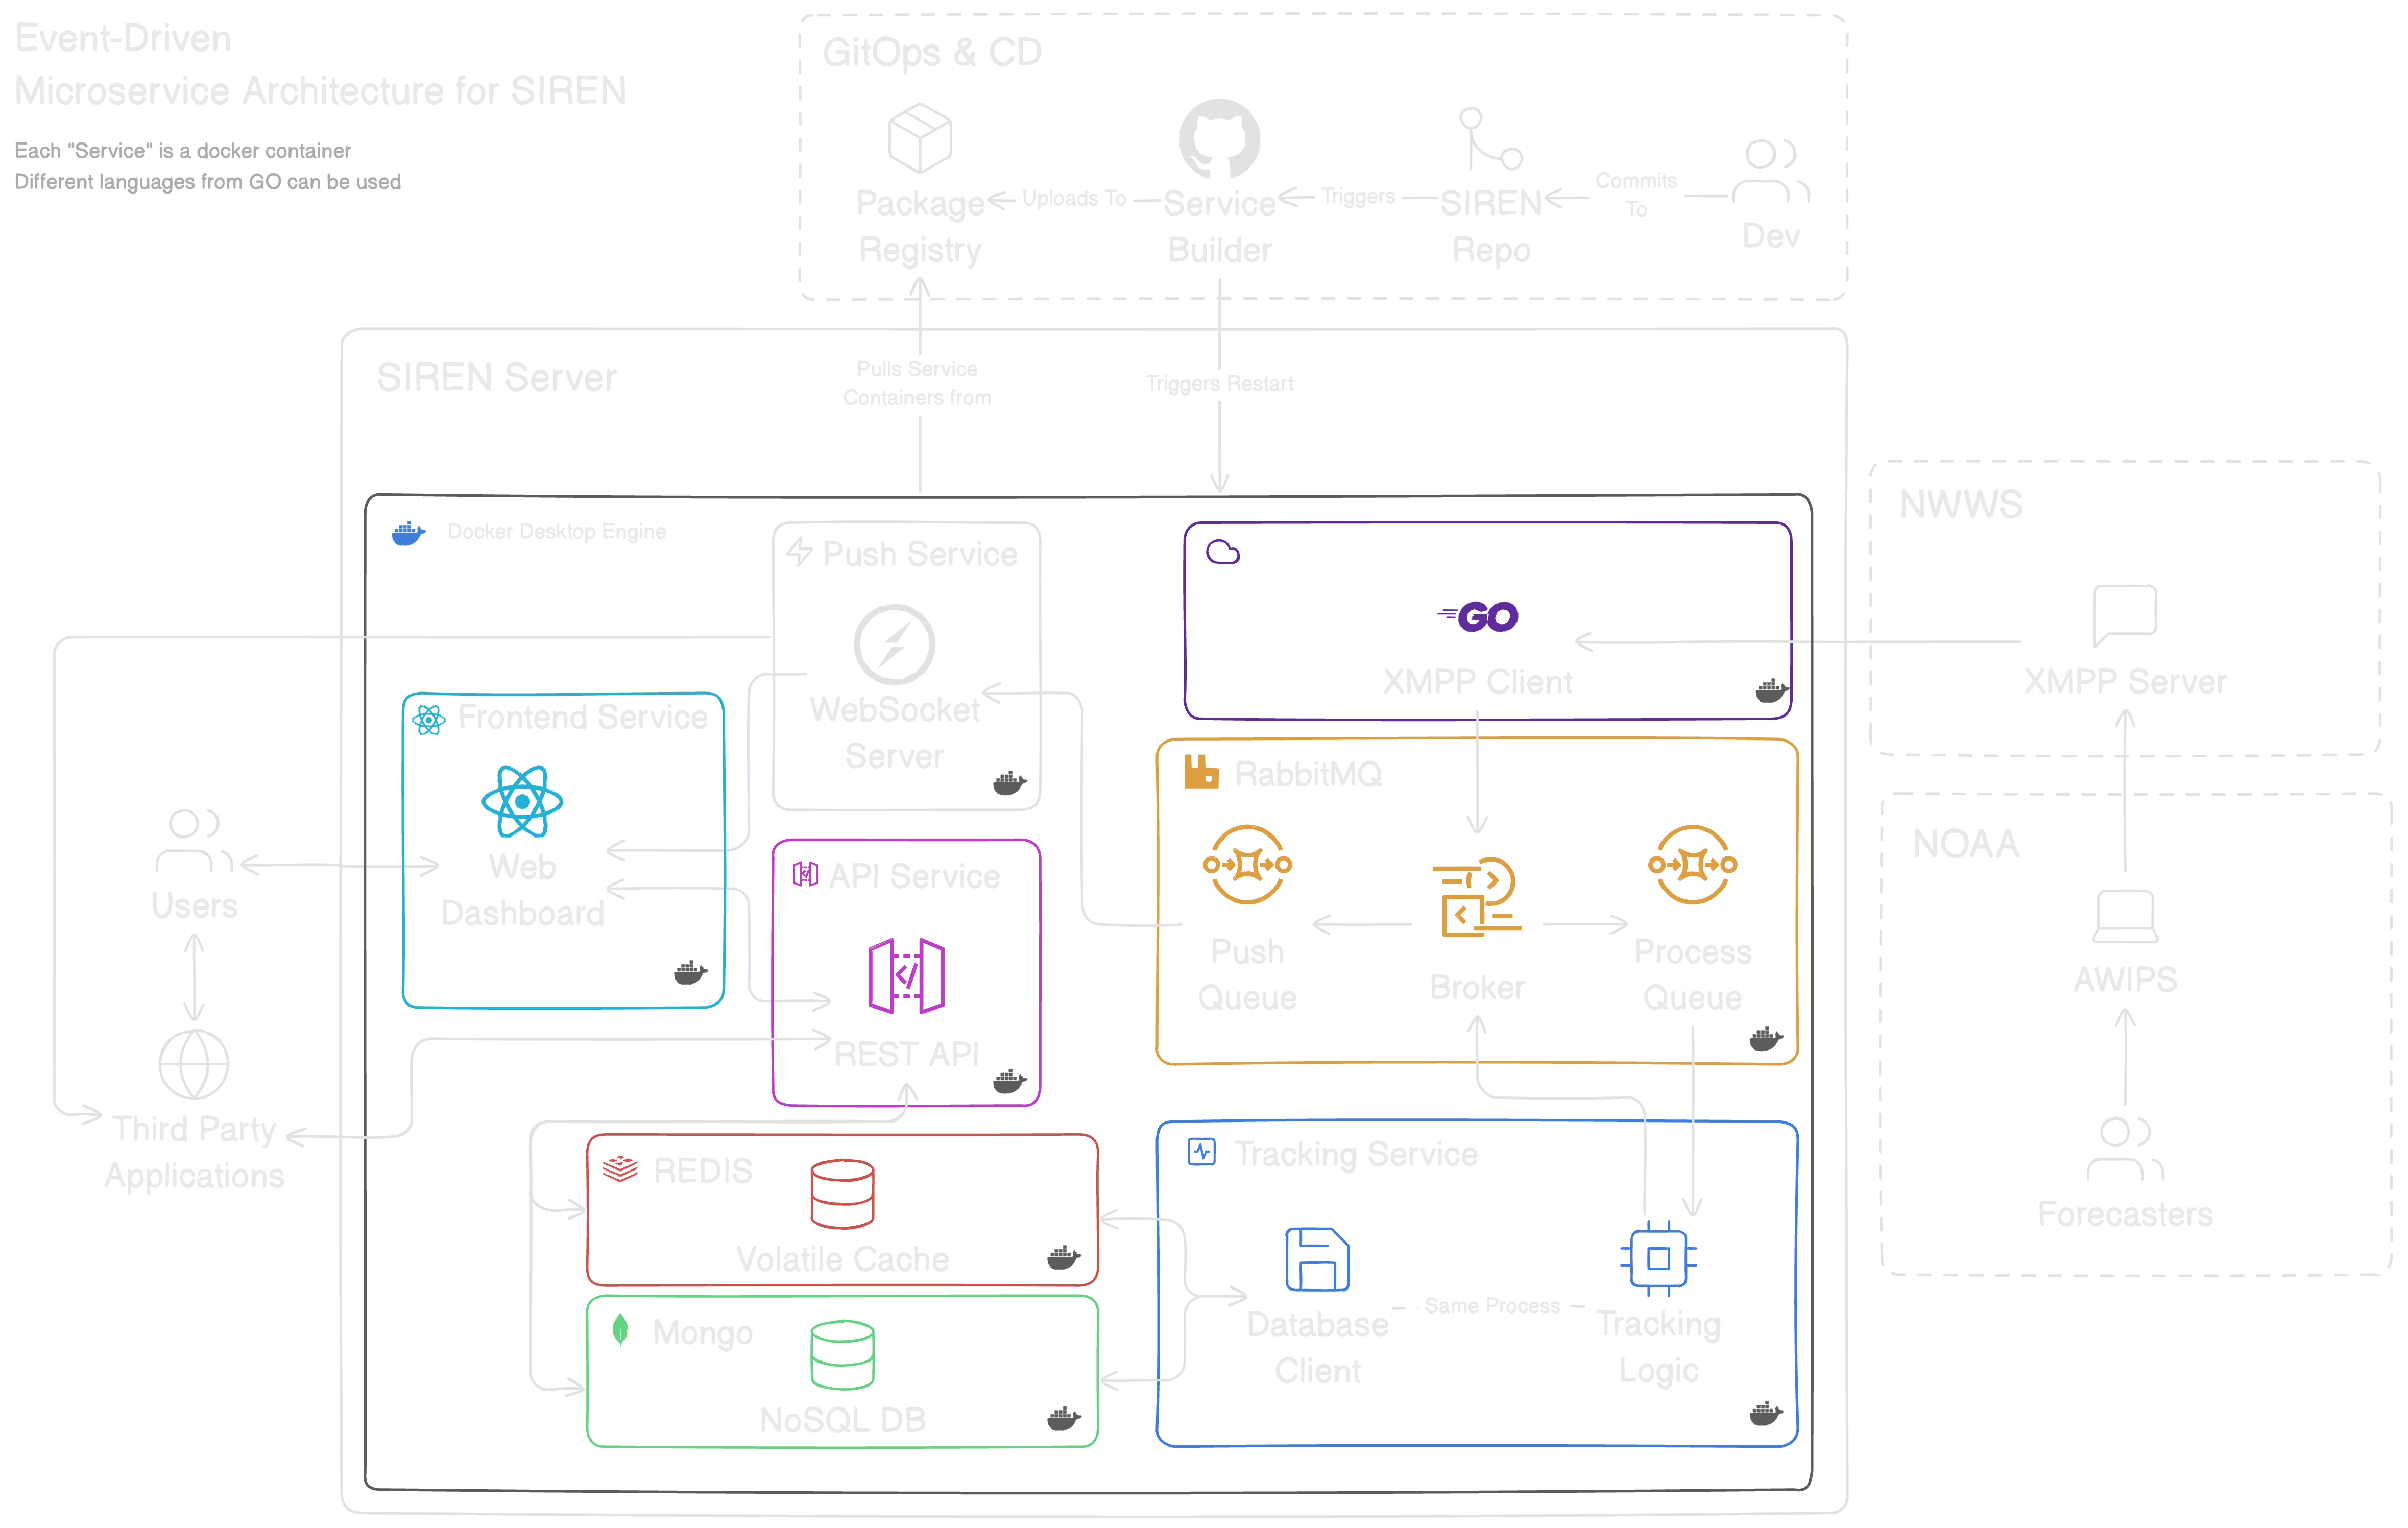 Event-Driven
Microservice Architecture for SIREN
Each "Service" is a docker container
Different languages from GO can be used
GitOps & CD
Package
Registry
Uploads To
Service
Builder
Triggers
SIREN
Repo
Commits
To
Dev
SIREN Server
Pulls Service
Containers from
Triggers Restart
Docker Desktop Engine
Push Service
WebSocket
Server
GO
XMPP Client
NWWS
XMPP Server
Frontend Service
Web
Dashboard
RabbitMQ
Push
Queue
Broker
Process
Queue
NOAA
AWIPS
Forecasters
Users
Third Party
Applications
API Service
REST API
REDIS
Volatile Cache
Mongo
NoSQL DB
Tracking Service
Database
Client
Same Process
Tracking
Logic